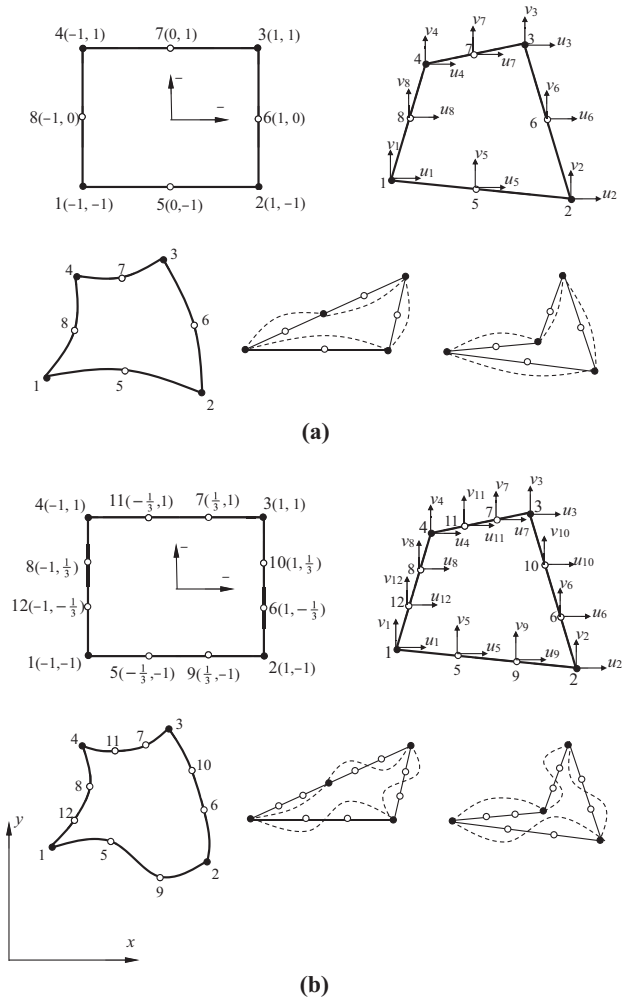 4(-1, 1) 7(0, 1) 3(1, 1)
8(-1, 0) 6(1, 0)
1(-1, -1) 5(0,-1) 2(1, -1)
– –
v4 v7 v3
4 u4 7 u7 3 u3
v8 v6
8 u8 6 u6
v1 v5 v2
1 u1 5 u5 2 u2
4 7 3
8 6
1 5 2
(a)
4(-1, 1) 11(-1/3,1) 7(1/3,1) 3(1, 1)
8(-1, 1/3) 10(1, 1/3)
12(-1, -1/3) 6(1, -1/3)
1(-1,-1) 5(-1/3,-1) 9(1/3,-1) 2(1,-1)
– –
v4 v11 v7 v3
4 u4 11 u11 7 u7 3 u3
v8 v10
8 u8 10 u10
v12 v6
12 u12 6 u6
v1 v5 v9 v2
1 u1 5 u5 9 u9 2 u2
4 11 7 3
8 10
12 6
1 5 9 2
y
x
(b)